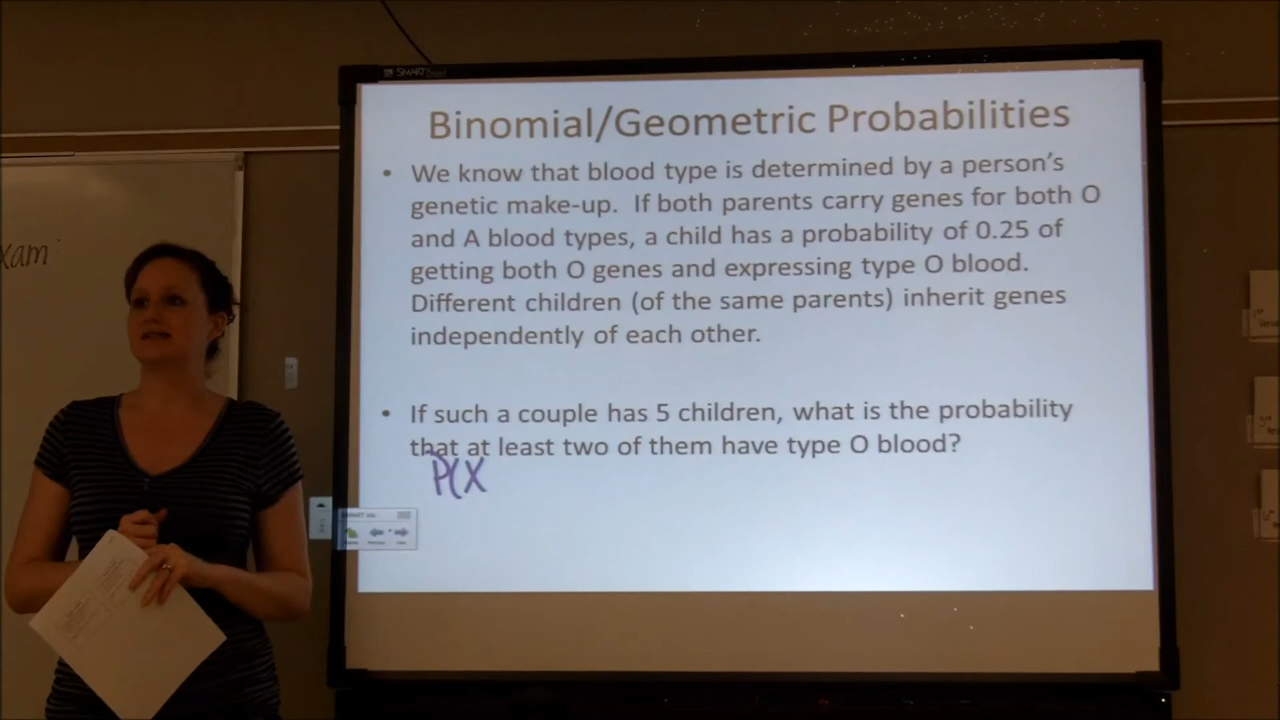 SMART Board
Binomial/Geometric Probabilities
• We know that blood type is determined by a person's
genetic make-up. If both parents carry genes for both O
and A blood types, a child has a probability of 0.25 of
getting both O genes and expressing type O blood.
Different children (of the same parents) inherit genes
independently of each other.
• If such a couple has 5 children, what is the probability
that at least two of them have type O blood?
P(X
xam